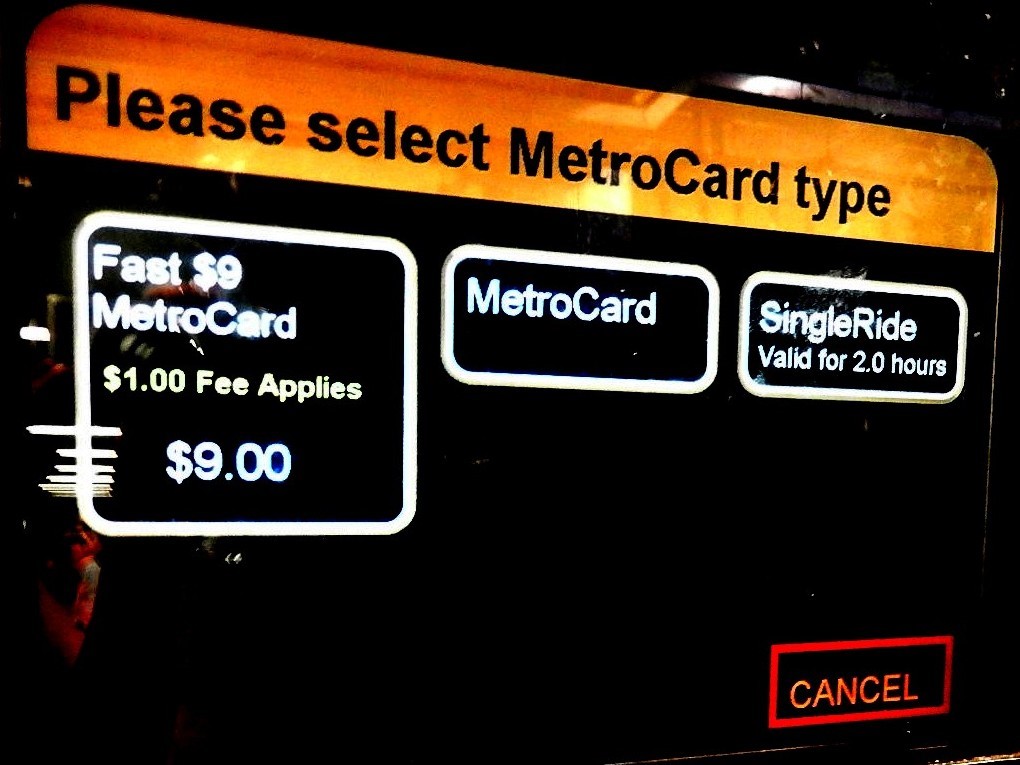 Please select MetroCard type
Fast $9
MetroCard
$1.00 Fee Applies
$9.00
MetroCard
SingleRide
Valid for 2.0 hours
CANCEL